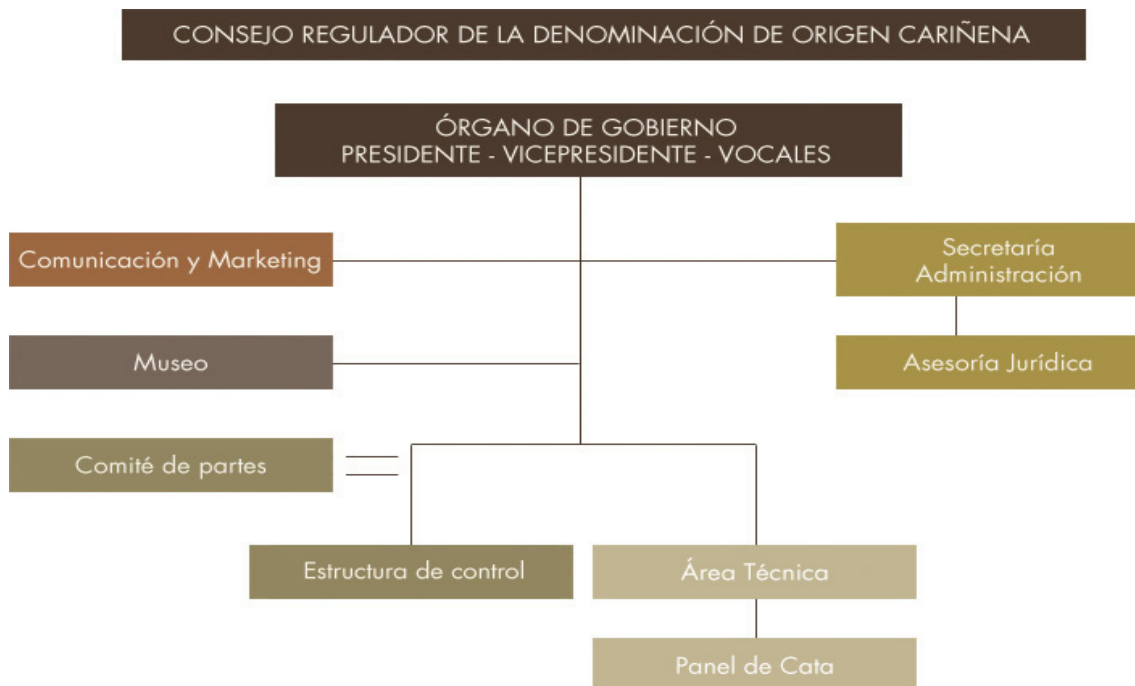 CONSEJO REGULADOR DE LA DENOMINACIÓN DE ORIGEN CARIÑENA
ÓRGANO DE GOBIERNO
PRESIDENTE - VICEPRESIDENTE - VOCALES
Comunicación y Marketing
Secretaría
Administración
Museo
Asesoría Jurídica
Comité de partes
Estructura de control
Área Técnica
Panel de Cata